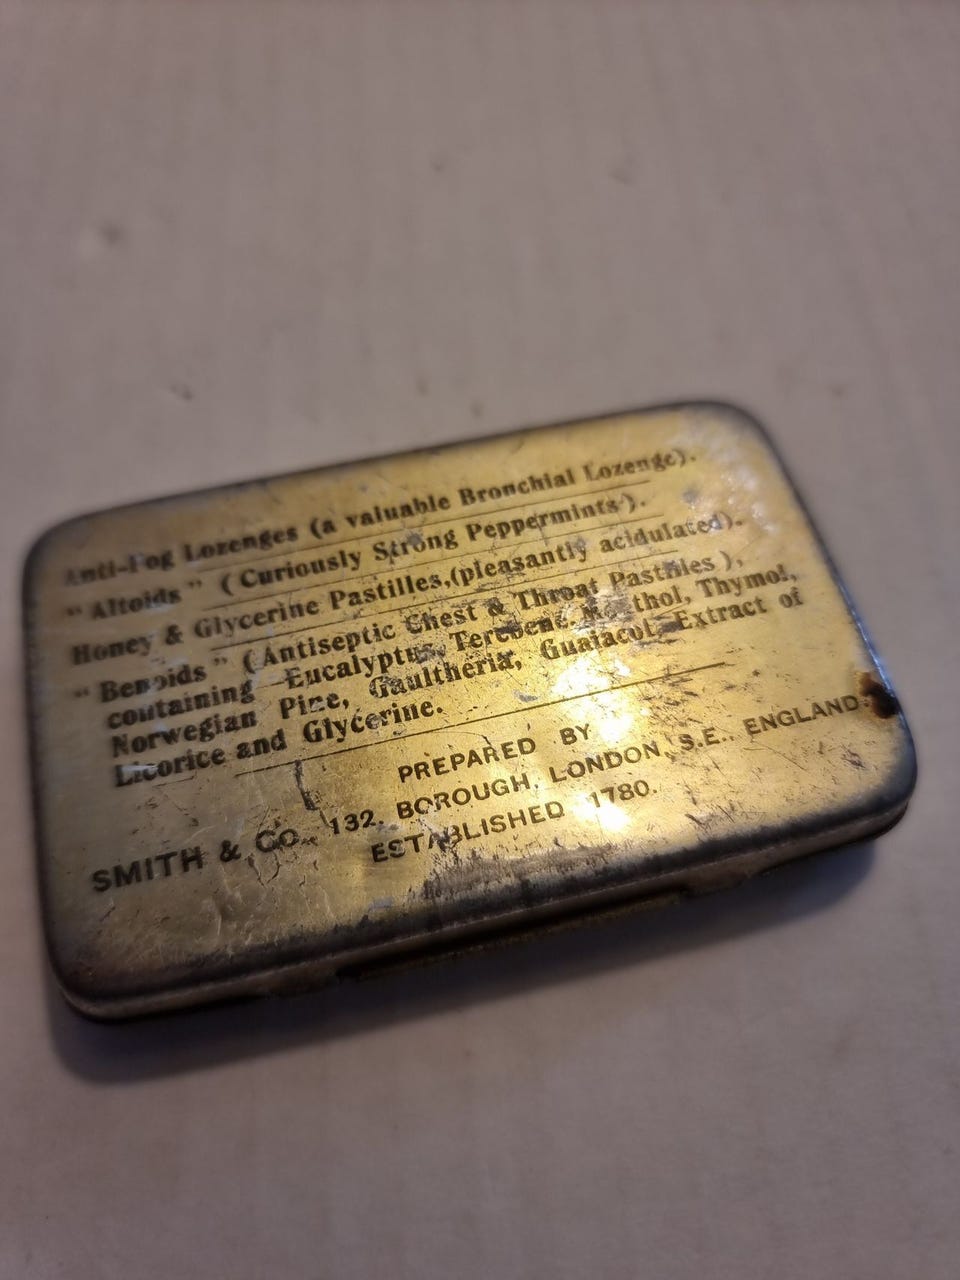 Anti-Fog Lozenges (a valuable Bronchial Lozenge).
"Altoids" (Curiously Strong Peppermints).
Honey & Glycerine Pastilles, (pleasantly acidulated).
"Benoids" (Antiseptic Chest & Throat Pastilles),
containing Eucalyptus, Terebene, Menthol, Thymol,
Norwegian Pine, Gaultheria, Guaiacol, Extract of
Licorice and Glycerine.
PREPARED BY
SMITH & Co., 132, BOROUGH, LONDON, S.E., ENGLAND
ESTABLISHED 1780.